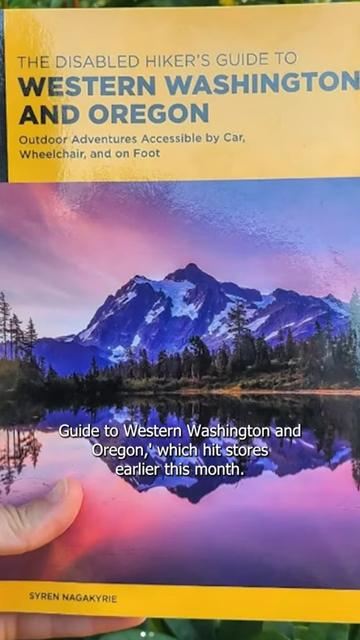 THE DISABLED HIKER'S GUIDE TO
WESTERN WASHINGTON
AND OREGON
Outdoor Adventures Accessible by Car,
Wheelchair, and on Foot
Guide to Western Washington and
Oregon,' which hit stores
earlier this month.
SYREN NAGAKYRIE